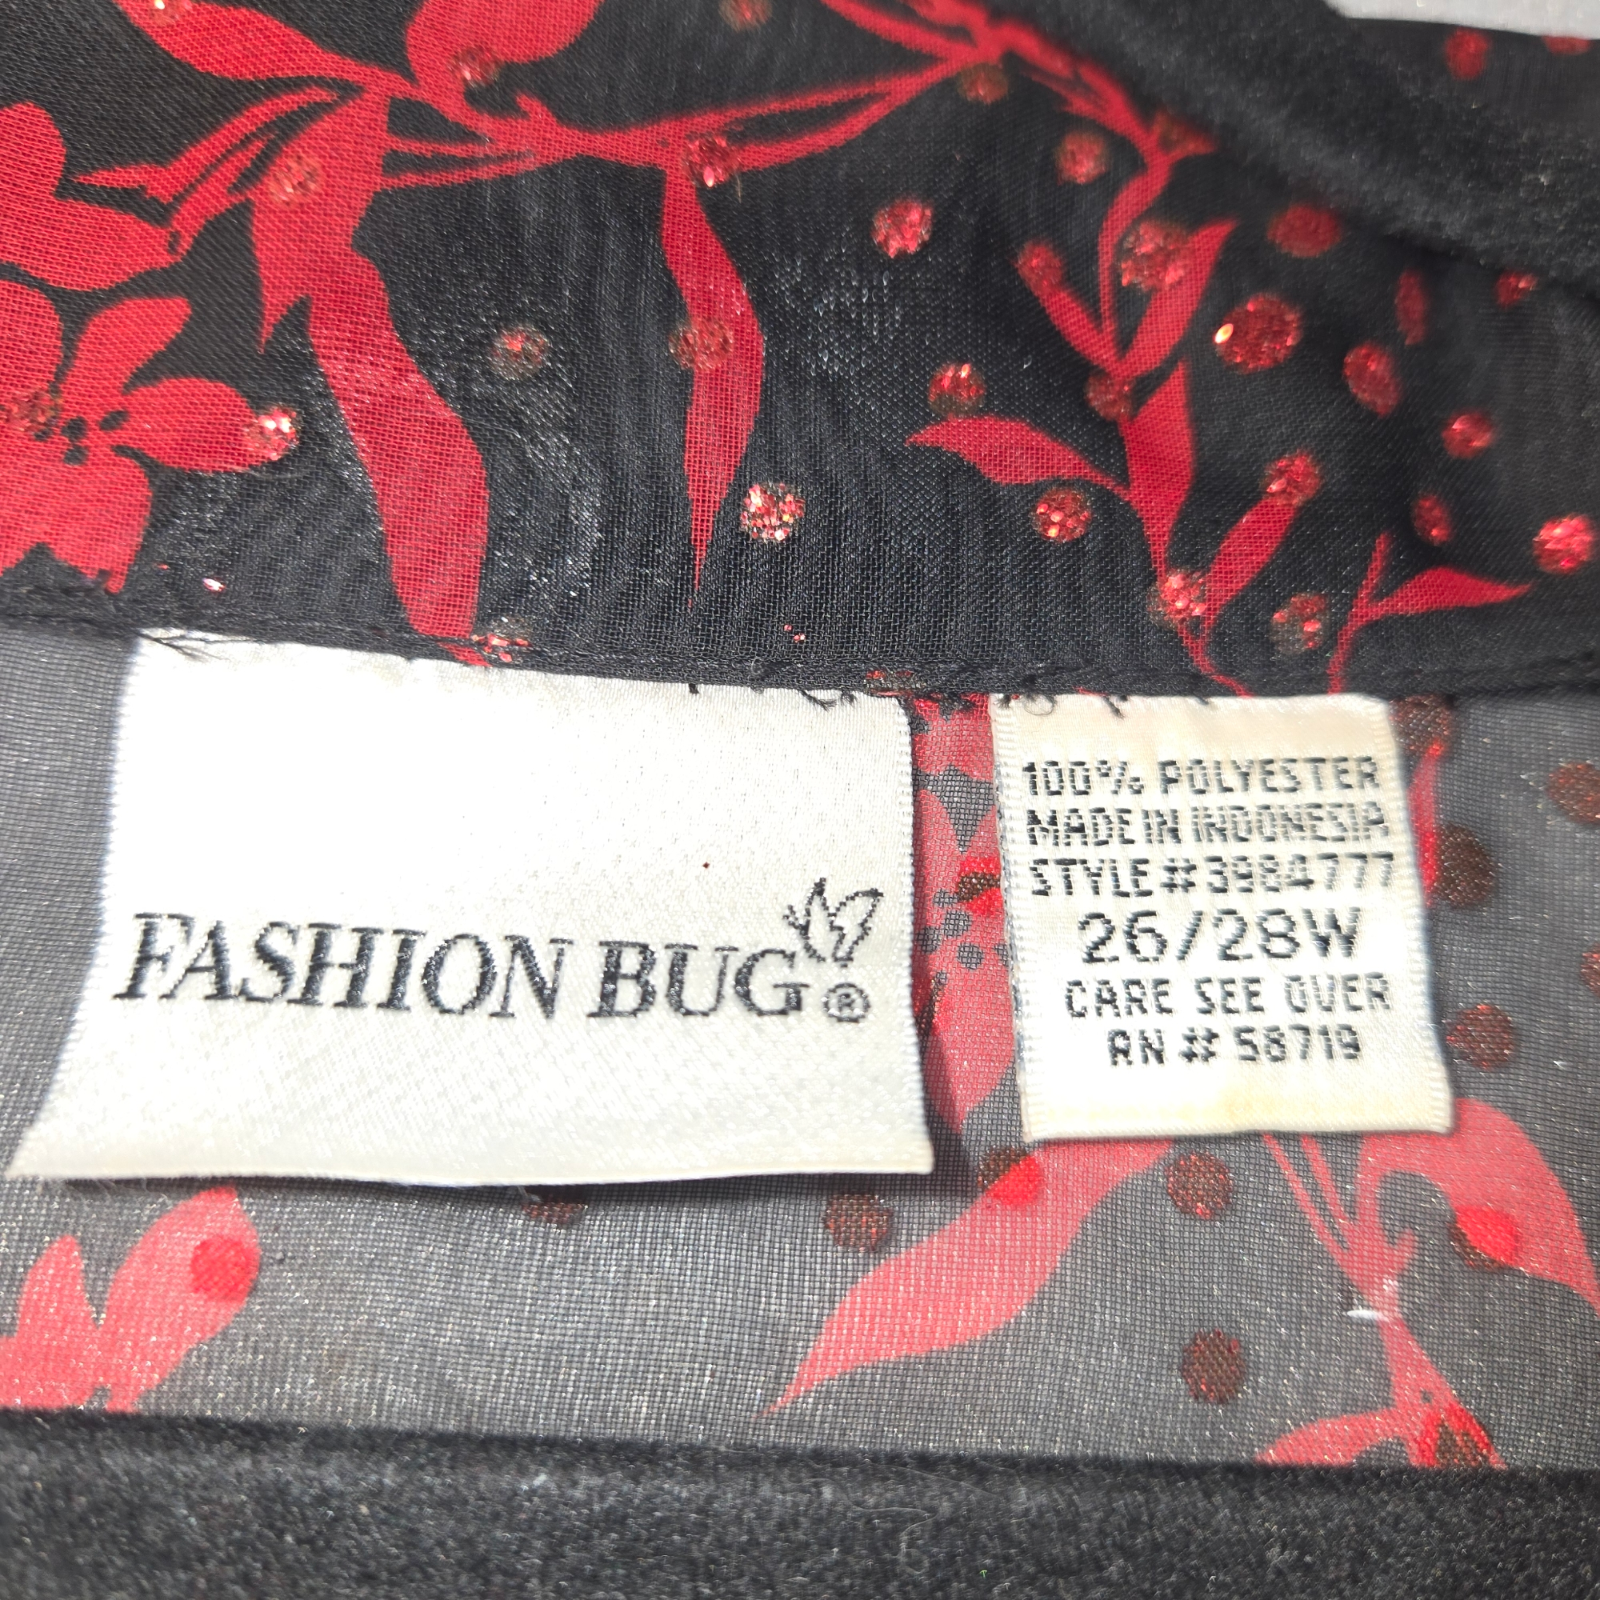 FASHION BUG®
100% POLYESTER
MADE IN INDONESIA
STYLE#3984777
26/28W
CARE SEE OVER
RN # 58719